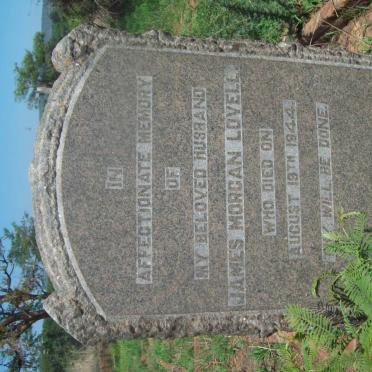 IN
AFFECTIONATE MEMORY
OF
MY BELOVED HUSBAND
JAMES MORGAN LOVELL
WHO DIED ON
AUGUST 19TH 1944.
WILL BE DONE.